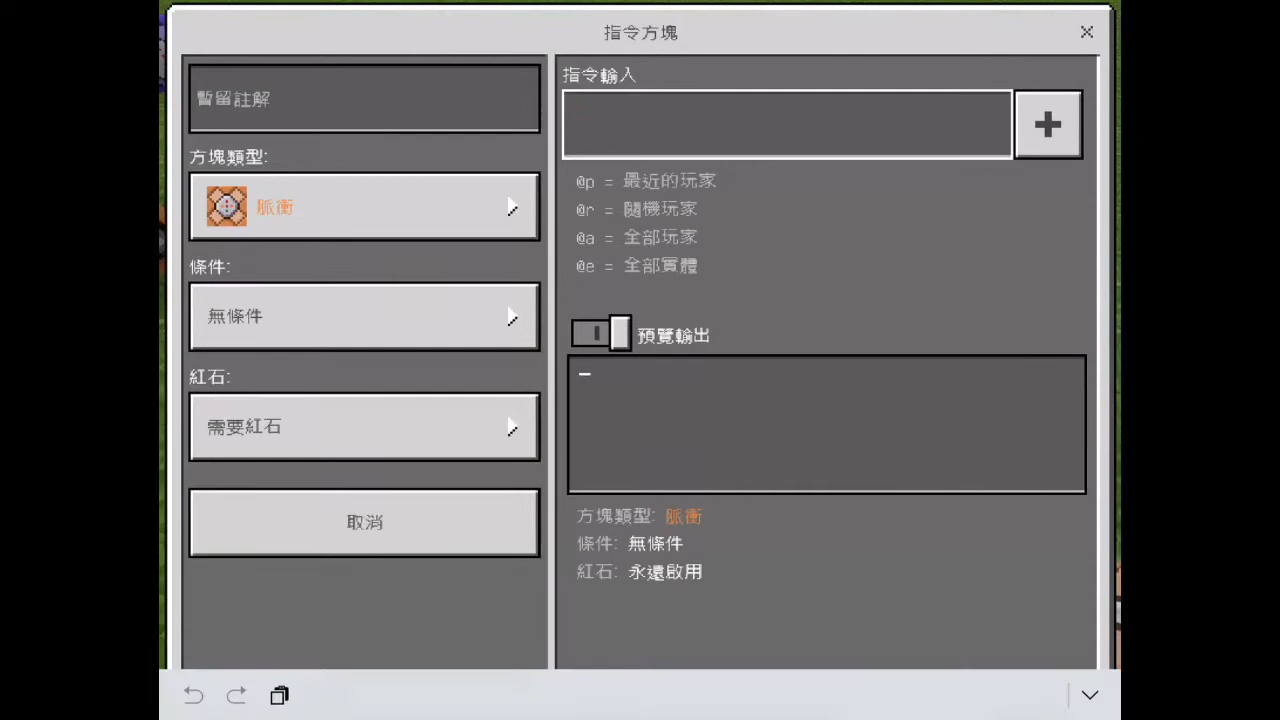 指令方塊
暫留註解
方塊類型:
脈衝
條件:
無條件
紅石:
需要紅石
取消
指令輸入
@p = 最近的玩家
@r = 隨機玩家
@a = 全部玩家
@e = 全部實體
預覽輸出
-
方塊類型: 脈衝
條件: 無條件
紅石: 永遠啟用